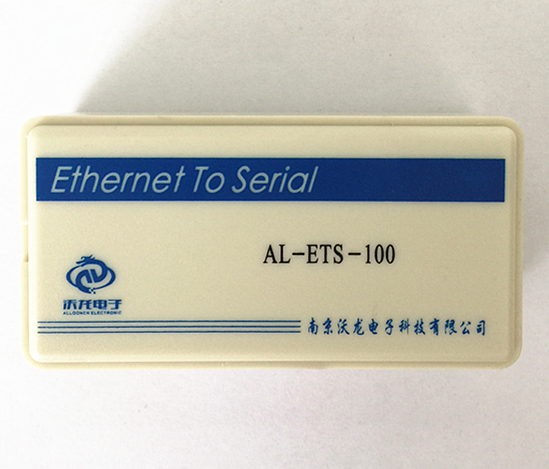 Ethernet To Serial
AL-ETS-100
沃龙电子
ALLGONCN ELECTRONIC
南京沃龙电子科技有限公司